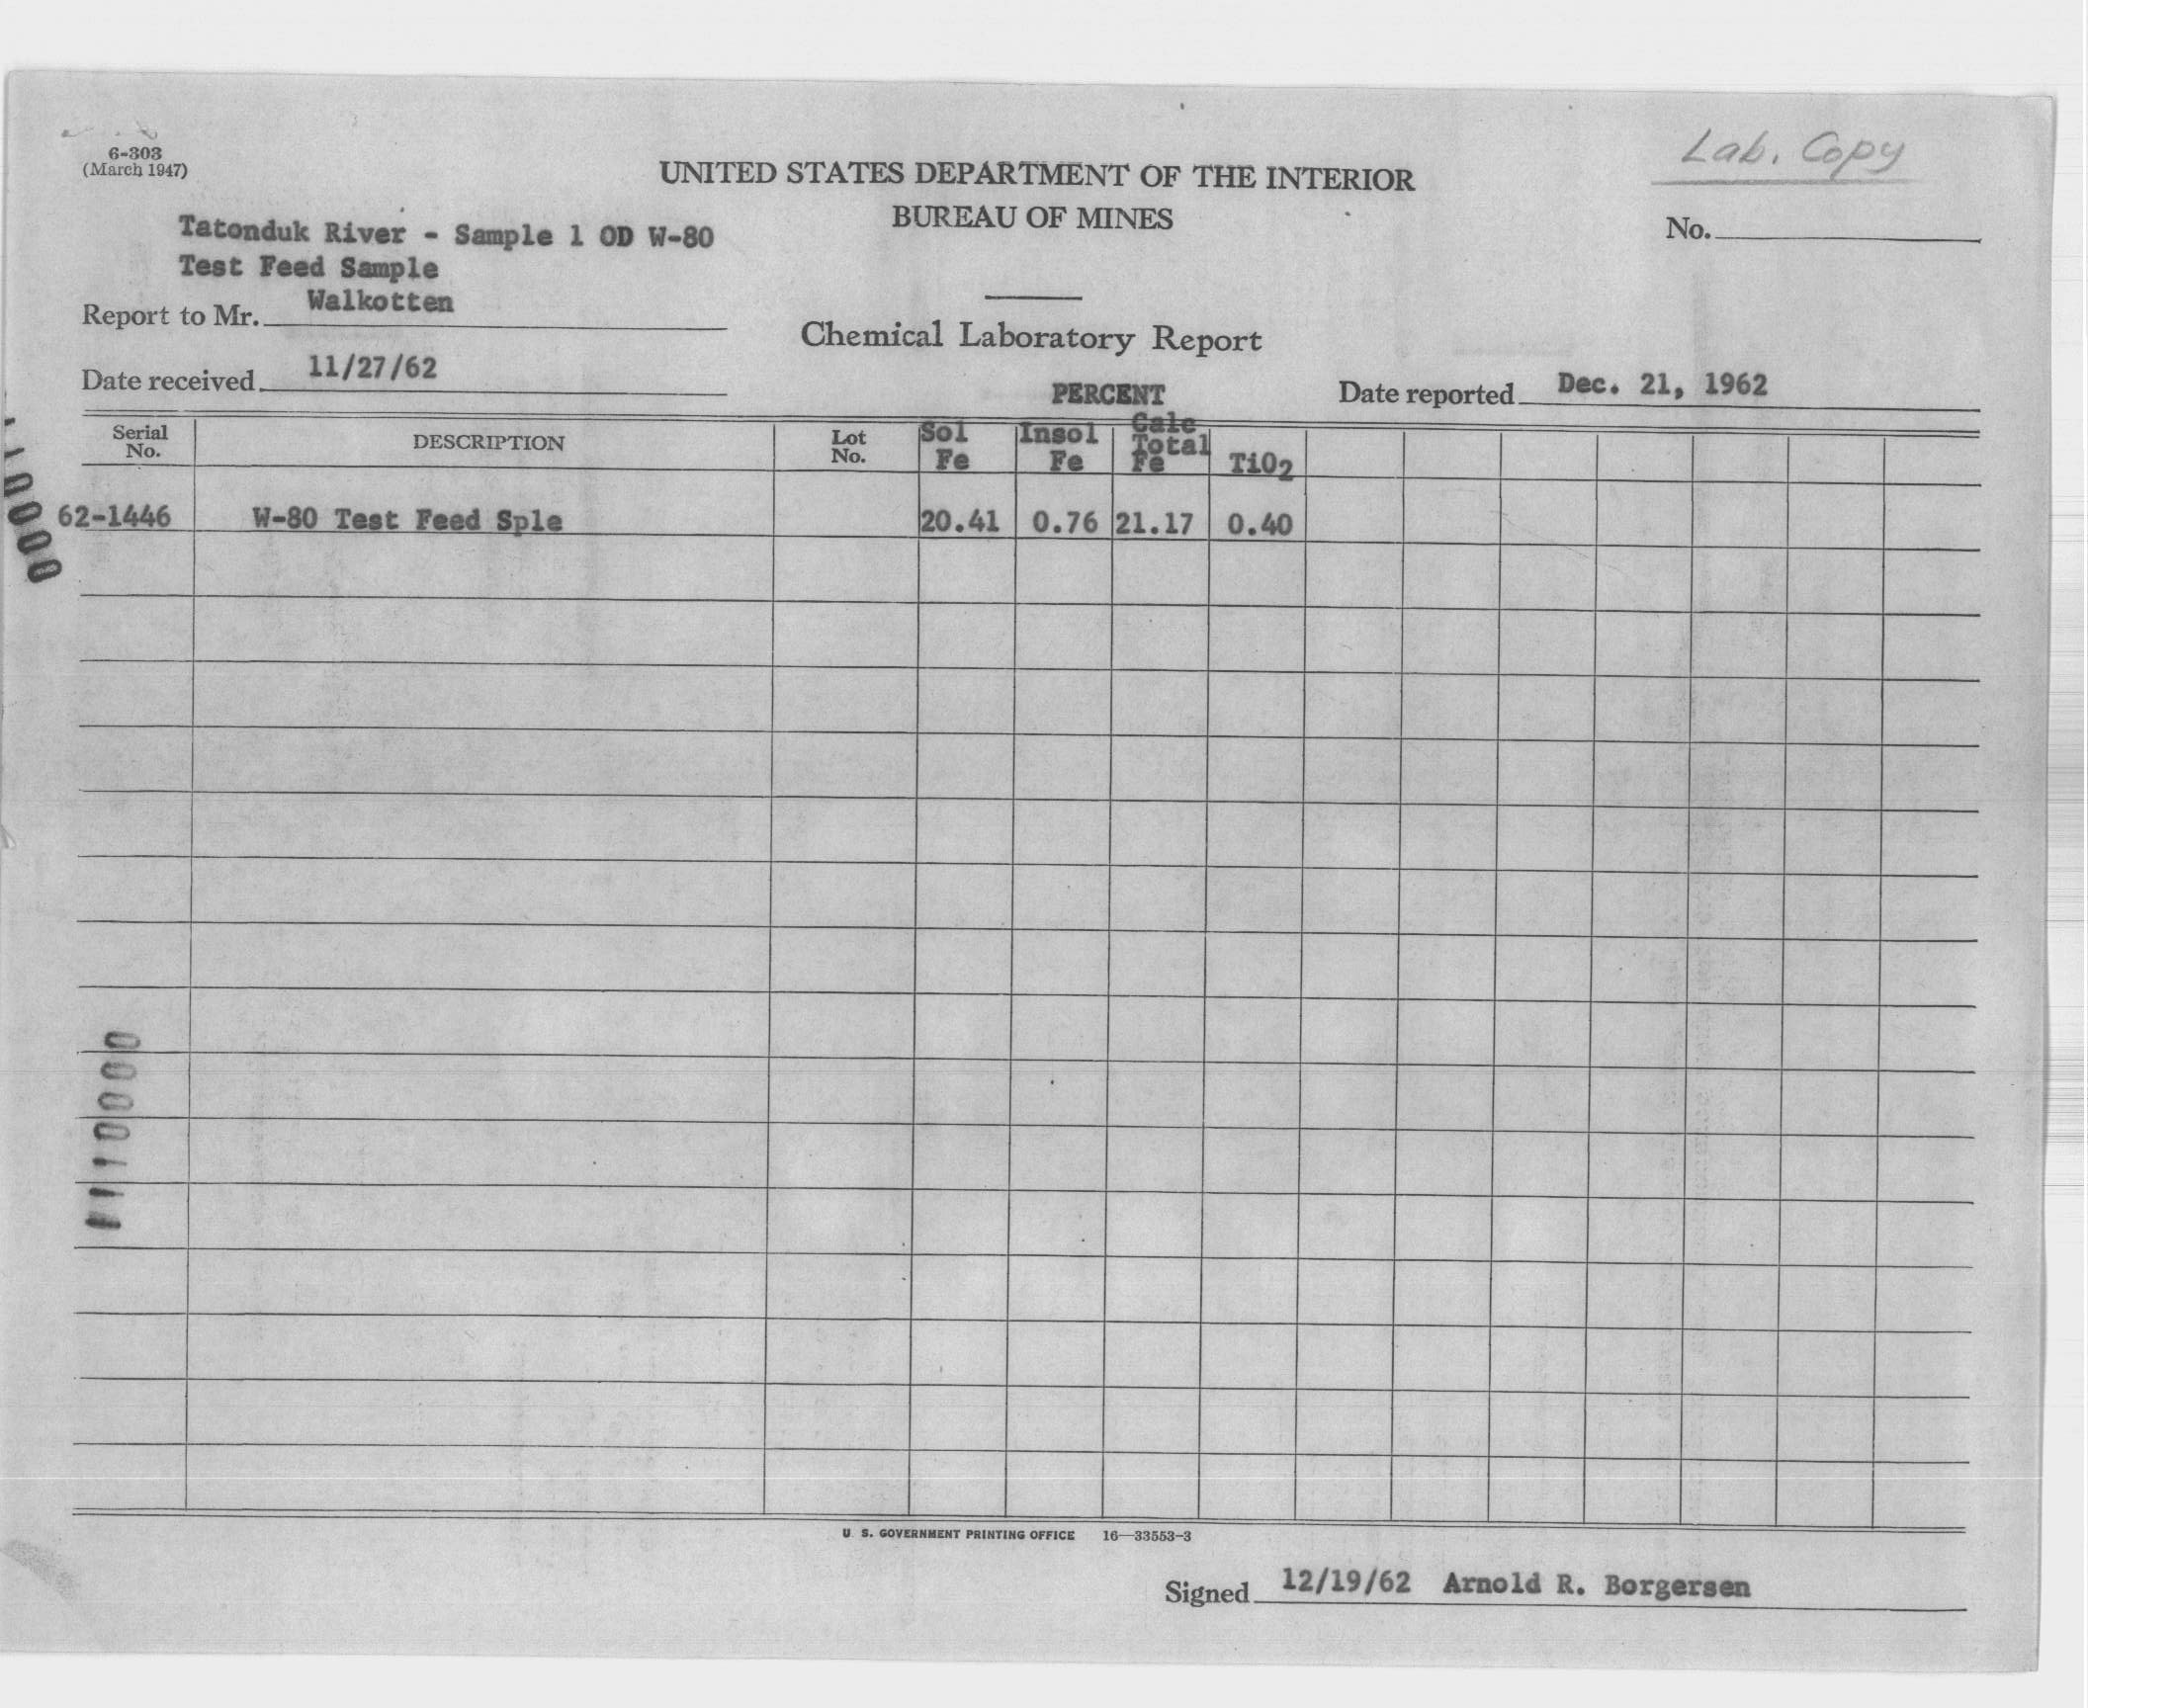 6-303
(March 1947)
Lab. Copy
UNITED STATES DEPARTMENT OF THE INTERIOR
BUREAU OF MINES
No.
Tatonduk River - Sample 1 OD W-80
Test Feed Sample
Report to Mr. Walkotten
Chemical Laboratory Report
Date received 11/27/62
PERCENT
Date reported Dec. 21, 1962
Serial No. DESCRIPTION Lot No. Sol Fe Insol Fe Calc Total Fe TiO2
62-1446 W-80 Test Feed Sple 20.41 0.76 21.17 0.40
110000
1110000
U. S. GOVERNMENT PRINTING OFFICE 16—33553-3
Signed 12/19/62 Arnold R. Borgersen